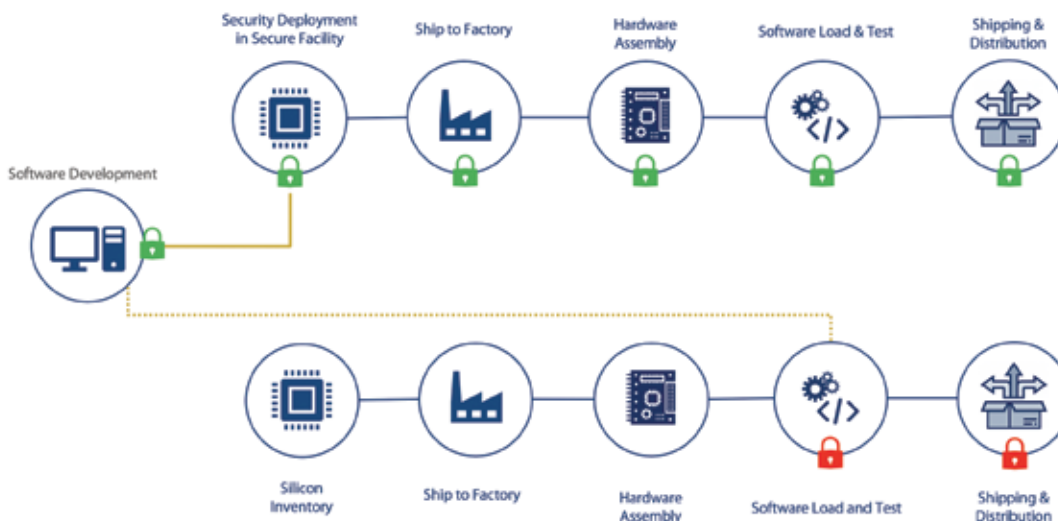 Security Deployment
in Secure Facility
Ship to Factory
Hardware
Assembly
Software Load & Test
Shipping &
Distribution
Software Development
</>
</>
Silicon
Inventory
Ship to Factory
Hardware
Assembly
Software Load and Test
Shipping &
Distribution